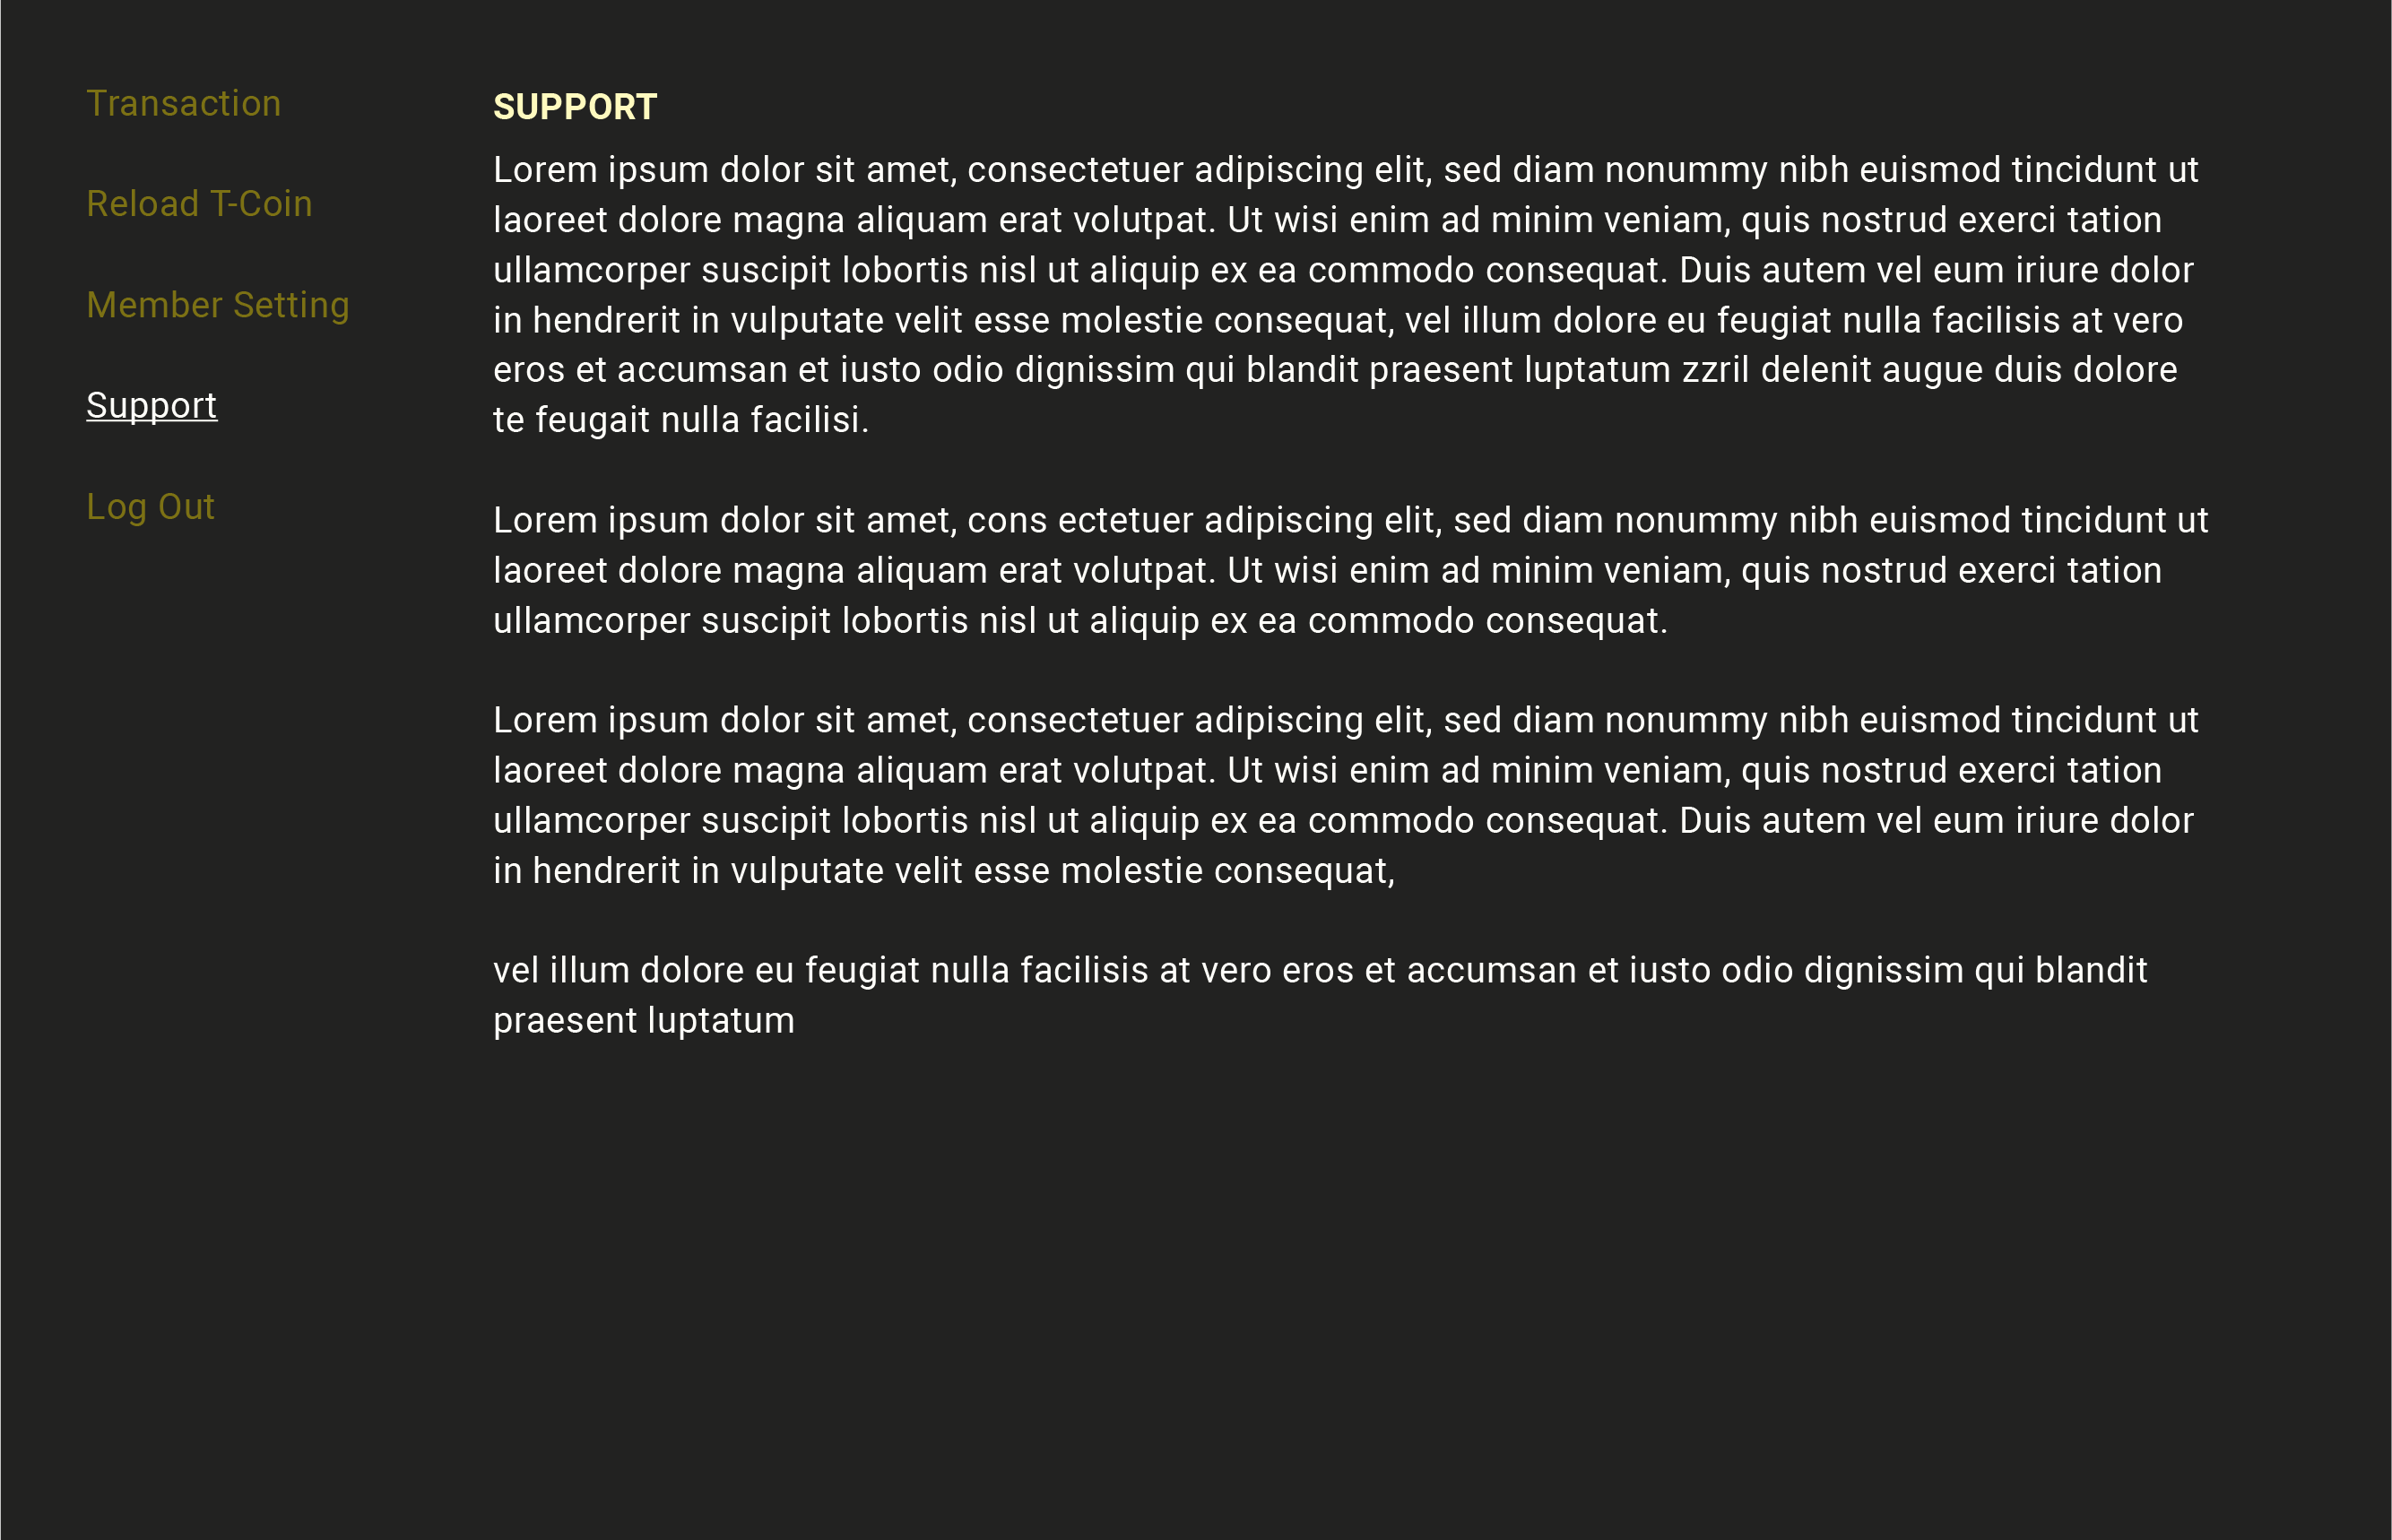 Transaction
Reload T-Coin
Member Setting
Support
Log Out
SUPPORT
Lorem ipsum dolor sit amet, consectetuer adipiscing elit, sed diam nonummy nibh euismod tincidunt ut
laoreet dolore magna aliquam erat volutpat. Ut wisi enim ad minim veniam, quis nostrud exerci tation
ullamcorper suscipit lobortis nisl ut aliquip ex ea commodo consequat. Duis autem vel eum iriure dolor
in hendrerit in vulputate velit esse molestie consequat, vel illum dolore eu feugiat nulla facilisis at vero
eros et accumsan et iusto odio dignissim qui blandit praesent luptatum zzril delenit augue duis dolore
te feugait nulla facilisi.
Lorem ipsum dolor sit amet, cons ectetuer adipiscing elit, sed diam nonummy nibh euismod tincidunt ut
laoreet dolore magna aliquam erat volutpat. Ut wisi enim ad minim veniam, quis nostrud exerci tation
ullamcorper suscipit lobortis nisl ut aliquip ex ea commodo consequat.
Lorem ipsum dolor sit amet, consectetuer adipiscing elit, sed diam nonummy nibh euismod tincidunt ut
laoreet dolore magna aliquam erat volutpat. Ut wisi enim ad minim veniam, quis nostrud exerci tation
ullamcorper suscipit lobortis nisl ut aliquip ex ea commodo consequat. Duis autem vel eum iriure dolor
in hendrerit in vulputate velit esse molestie consequat,
vel illum dolore eu feugiat nulla facilisis at vero eros et accumsan et iusto odio dignissim qui blandit
praesent luptatum